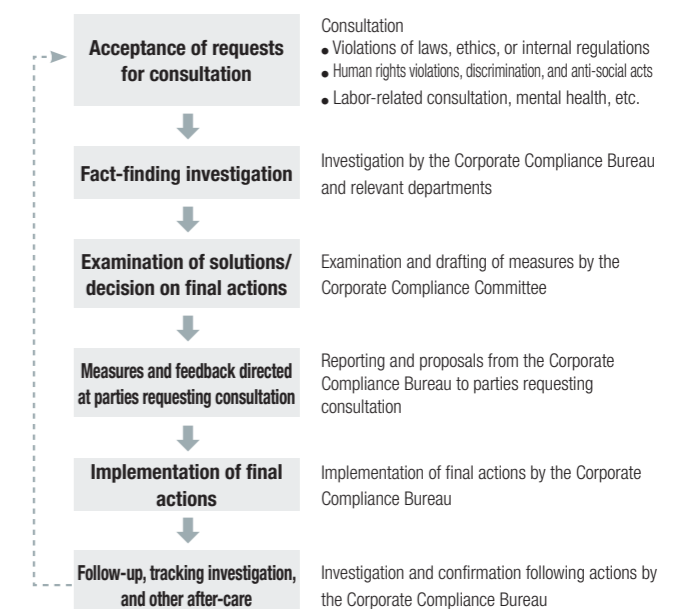 Acceptance of requests
for consultation
Consultation
● Violations of laws, ethics, or internal regulations
● Human rights violations, discrimination, and anti-social acts
● Labor-related consultation, mental health, etc.
Fact-finding investigation
Investigation by the Corporate Compliance Bureau
and relevant departments
Examination of solutions/
decision on final actions
Examination and drafting of measures by the
Corporate Compliance Committee
Measures and feedback directed
at parties requesting consultation
Reporting and proposals from the Corporate
Compliance Bureau to parties requesting
consultation
Implementation of final
actions
Implementation of final actions by the Corporate
Compliance Bureau
Follow-up, tracking investigation,
and other after-care
Investigation and confirmation following actions by
the Corporate Compliance Bureau